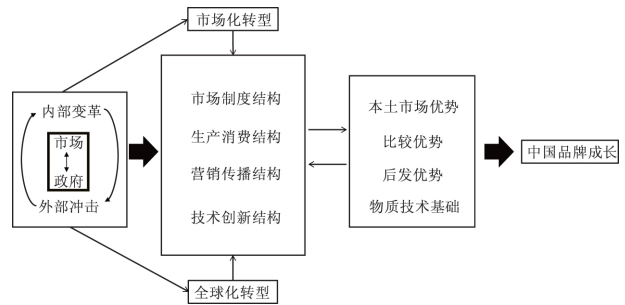 市场化转型
内部变革
市场
政府
外部冲击
市场制度结构
生产消费结构
营销传播结构
技术创新结构
本土市场优势
比较优势
后发优势
物质技术基础
中国品牌成长
全球化转型